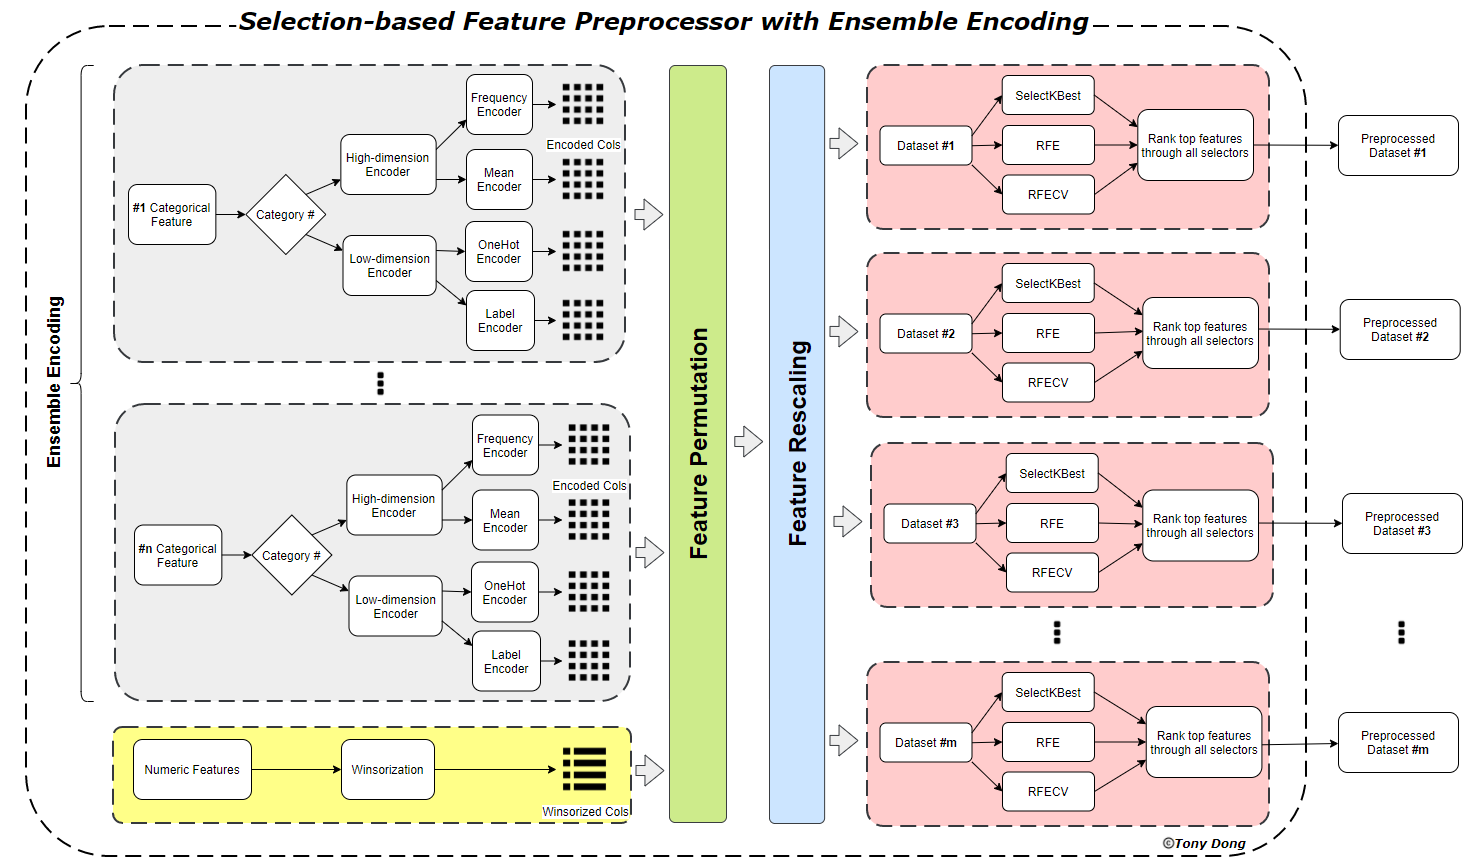 Selection-based Feature Preprocessor with Ensemble Encoding
Ensemble Encoding
#1 Categorical
Feature
Category #
High-dimension
Encoder
Low-dimension
Encoder
Frequency
Encoder
Mean
Encoder
OneHot
Encoder
Label
Encoder
Encoded Cols
#n Categorical
Feature
Category #
High-dimension
Encoder
Low-dimension
Encoder
Frequency
Encoder
Mean
Encoder
OneHot
Encoder
Label
Encoder
Encoded Cols
Numeric Features
Winsorization
Winsorized Cols
Feature Permutation
Feature Rescaling
Dataset #1
SelectKBest
RFE
RFECV
Rank top features
through all selectors
Preprocessed
Dataset #1
Dataset #2
SelectKBest
RFE
RFECV
Rank top features
through all selectors
Preprocessed
Dataset #2
Dataset #3
SelectKBest
RFE
RFECV
Rank top features
through all selectors
Preprocessed
Dataset #3
Dataset #m
SelectKBest
RFE
RFECV
Rank top features
through all selectors
Preprocessed
Dataset #m
©Tony Dong